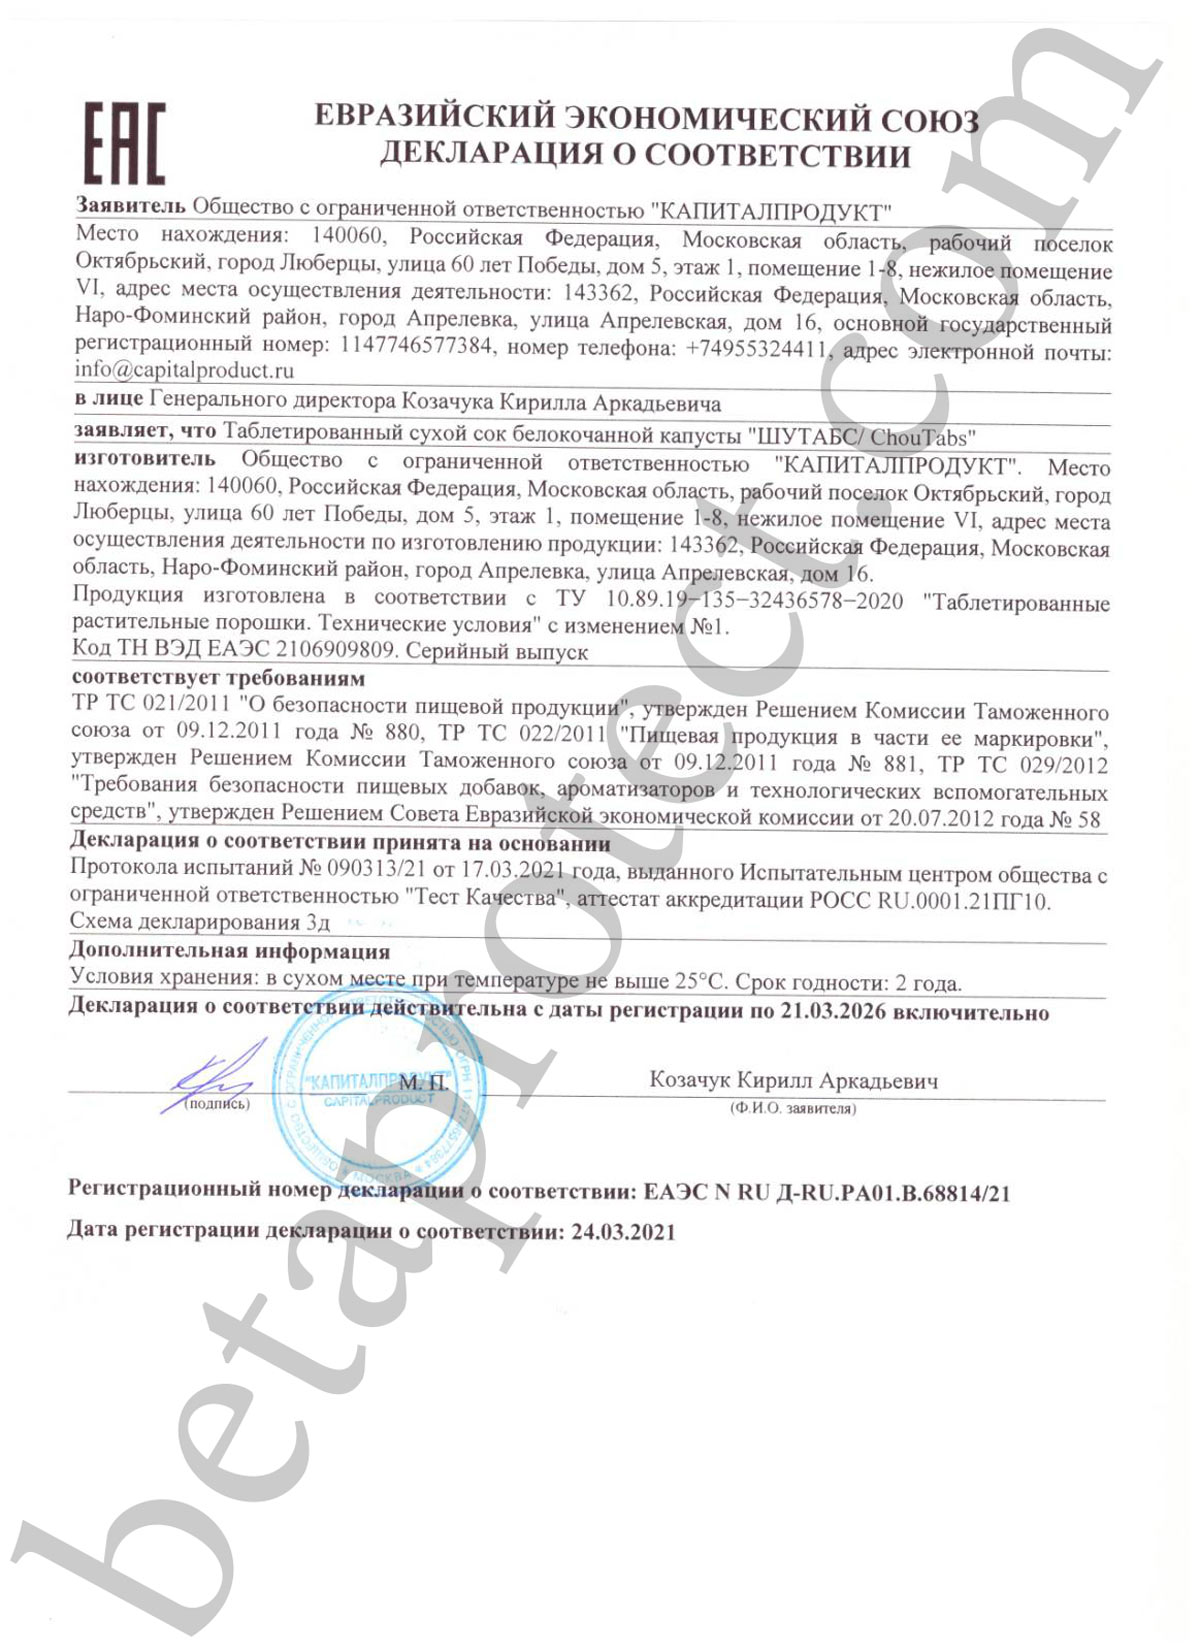 ЕАС
ЕВРАЗИЙСКИЙ ЭКОНОМИЧЕСКИЙ СОЮЗ
ДЕКЛАРАЦИЯ О СООТВЕТСТВИИ
Заявитель Общество с ограниченной ответственностью "КАПИТАЛПРОДУКТ"
Место нахождения: 140060, Российская Федерация, Московская область, рабочий поселок
Октябрьский, город Люберцы, улица 60 лет Победы, дом 5, этаж 1, помещение 1-8, нежилое помещение
VI, адрес места осуществления деятельности: 143362, Российская Федерация, Московская область,
Наро-Фоминский район, город Апрелевка, улица Апрелевская, дом 16, основной государственный
регистрационный номер: 1147746577384, номер телефона: +74955324411, адрес электронной почты:
info@capitalproduct.ru
в лице Генерального директора Козачука Кирилла Аркадьевича
заявляет, что Таблетированный сухой сок белокочанной капусты "ШУТАБС/ ChouTabs"
изготовитель Общество с ограниченной ответственностью "КАПИТАЛПРОДУКТ". Место
нахождения: 140060, Российская Федерация, Московская область, рабочий поселок Октябрьский, город
Люберцы, улица 60 лет Победы, дом 5, этаж 1, помещение 1-8, нежилое помещение VI, адрес места
осуществления деятельности по изготовлению продукции: 143362, Российская Федерация, Московская
область, Наро-Фоминский район, город Апрелевка, улица Апрелевская, дом 16.
Продукция изготовлена в соответствии с ТУ 10.89.19–135–32436578–2020 "Таблетированные
растительные порошки. Технические условия" с изменением №1.
Код ТН ВЭД ЕАЭС 2106909809. Серийный выпуск
соответствует требованиям
ТР ТС 021/2011 "О безопасности пищевой продукции", утвержден Решением Комиссии Таможенного
союза от 09.12.2011 года № 880, ТР ТС 022/2011 "Пищевая продукция в части ее маркировки",
утвержден Решением Комиссии Таможенного союза от 09.12.2011 года № 881, ТР ТС 029/2012
"Требования безопасности пищевых добавок, ароматизаторов и технологических вспомогательных
средств", утвержден Решением Совета Евразийской экономической комиссии от 20.07.2012 года № 58
Декларация о соответствии принята на основании
Протокола испытаний № 090313/21 от 17.03.2021 года, выданного Испытательным центром общества с
ограниченной ответственностью "Тест Качества", аттестат аккредитации РОСС RU.0001.21ПГ10.
Схема декларирования 3д
Дополнительная информация
Условия хранения: в сухом месте при температуре не выше 25°С. Срок годности: 2 года.
Декларация о соответствии действительна с даты регистрации по 21.03.2026 включительно
ОБЩЕСТВО С ОГРАНИЧЕННОЙ ОТВЕТСТВЕННОСТЬЮ ОГРН 1147746577384 * МОСКВА *
"КАПИТАЛПРОДУКТ"
CAPITALPRODUCT
М. П.
Козачук Кирилл Аркадьевич
(подпись)
(Ф.И.О. заявителя)
Регистрационный номер декларации о соответствии: ЕАЭС N RU Д-RU.РА01.В.68814/21
Дата регистрации декларации о соответствии: 24.03.2021
betaprotect.com